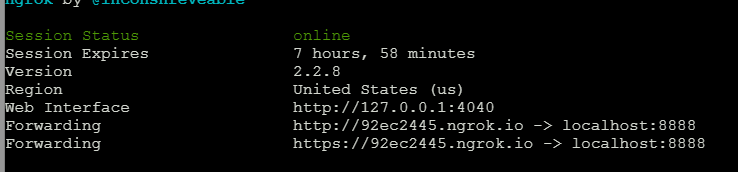 ngrok by @inconshreveable
Session Status online
Session Expires 7 hours, 58 minutes
Version 2.2.8
Region United States (us)
Web Interface http://127.0.0.1:4040
Forwarding http://92ec2445.ngrok.io -> localhost:8888
Forwarding https://92ec2445.ngrok.io -> localhost:8888